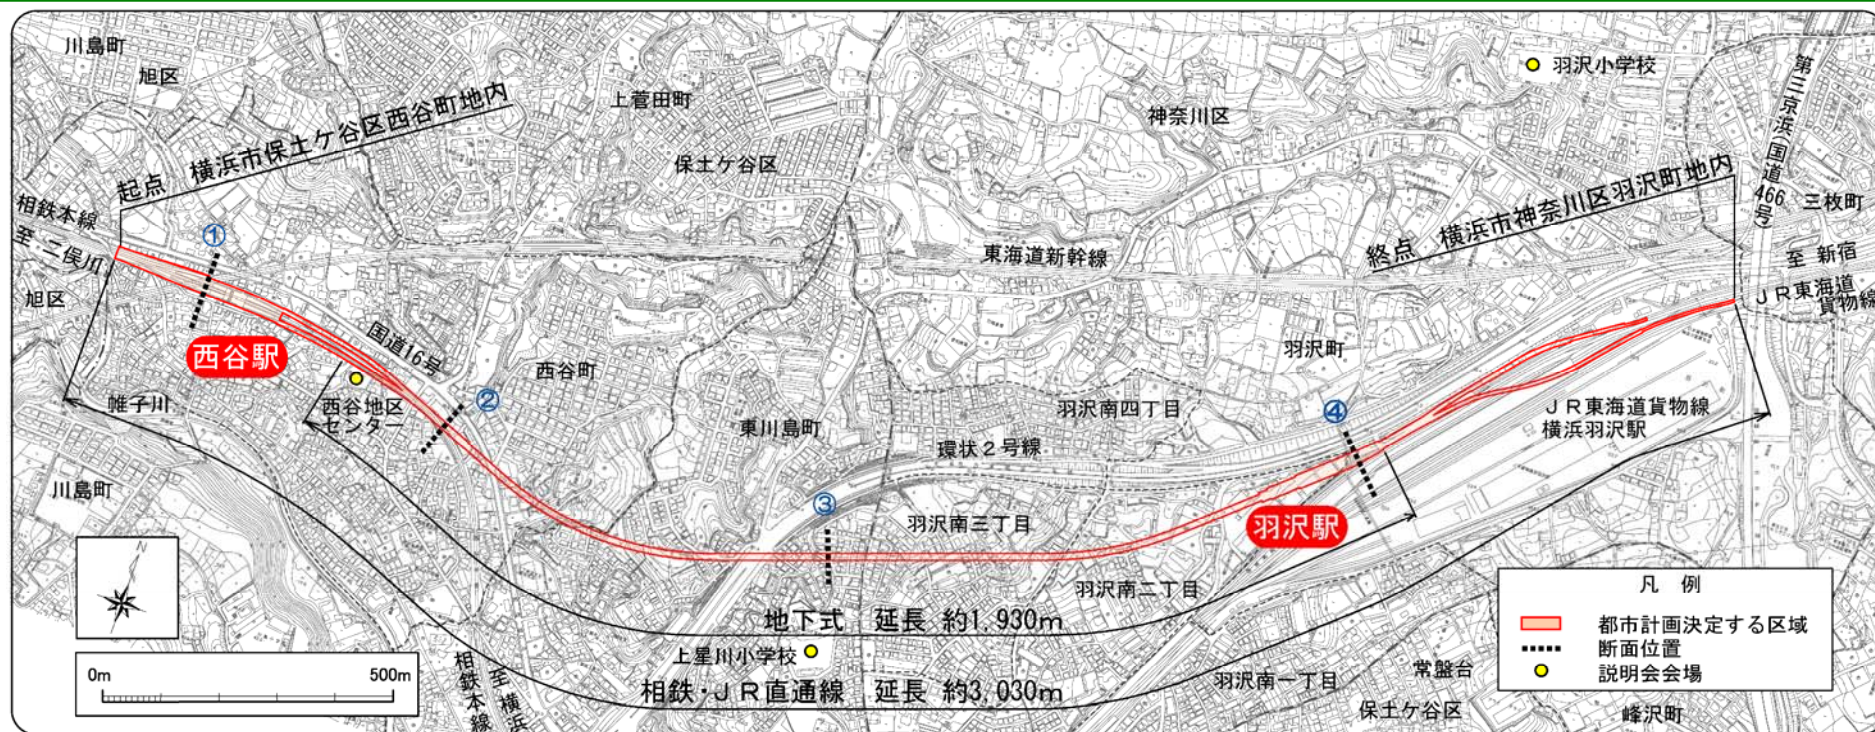 川島町
旭区
上菅田町
羽沢小学校
神奈川区
第三京浜(国道466号)
起点 横浜市保土ケ谷区西谷町地内
保土ケ谷区
終点 横浜市神奈川区羽沢町地内
三枚町
相鉄本線
至 二俣川
①
東海道新幹線
至 新宿
ＪＲ東海道
貨物線
旭区
西谷駅
国道16号
西谷町
羽沢町
帷子川
西谷地区
センター
②
東川島町
羽沢南四丁目
④
ＪＲ東海道貨物線
横浜羽沢駅
環状２号線
川島町
③
羽沢南三丁目
羽沢駅
羽沢南二丁目
N
地下式 延長 約1,930m
上星川小学校
相鉄・ＪＲ直通線 延長 約3,030m
羽沢南一丁目
常盤台
保土ケ谷区
峰沢町
相鉄本線
至 横浜
0m
500m
凡 例
都市計画決定する区域
断面位置
説明会会場